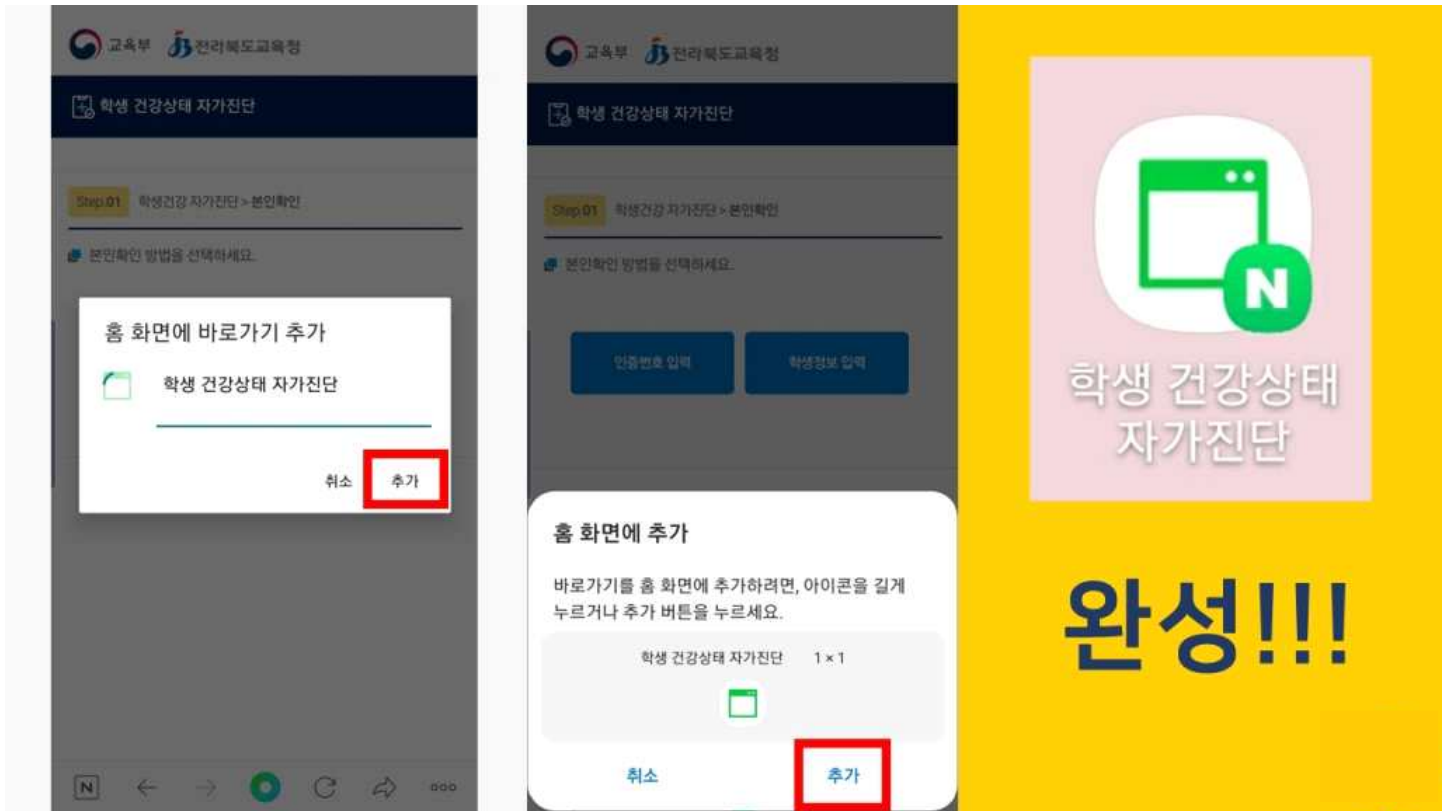 교육부 전라북도교육청
학생 건강상태 자가진단
Step.01 학생건강 자가진단 > 본인확인
본인확인 방법을 선택하세요.
홈 화면에 바로가기 추가
학생 건강상태 자가진단
취소 추가
N
교육부 전라북도교육청
학생 건강상태 자가진단
Step.01 학생건강 자가진단 > 본인확인
본인확인 방법을 선택하세요.
인증번호 입력 학생정보 입력
홈 화면에 추가
바로가기를 홈 화면에 추가하려면, 아이콘을 길게
누르거나 추가 버튼을 누르세요.
학생 건강상태 자가진단 1 × 1
취소 추가
N
학생 건강상태
자가진단
완성!!!